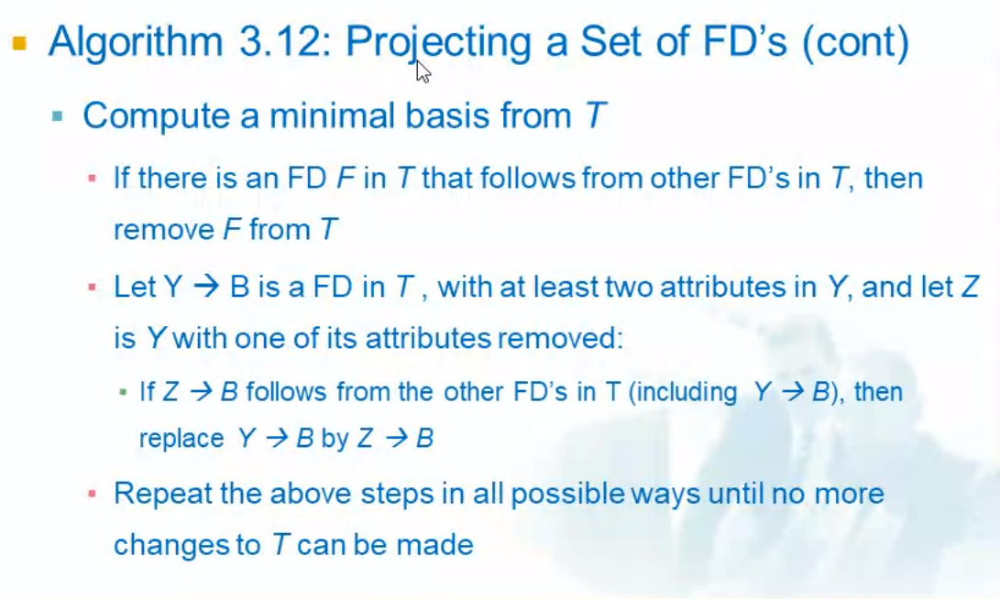 Algorithm 3.12: Projecting a Set of FD’s (cont)
Compute a minimal basis from T
If there is an FD F in T that follows from other FD’s in T, then
remove F from T
Let Y → B is a FD in T , with at least two attributes in Y, and let Z
is Y with one of its attributes removed:
If Z → B follows from the other FD’s in T (including Y → B), then
replace Y → B by Z → B
Repeat the above steps in all possible ways until no more
changes to T can be made